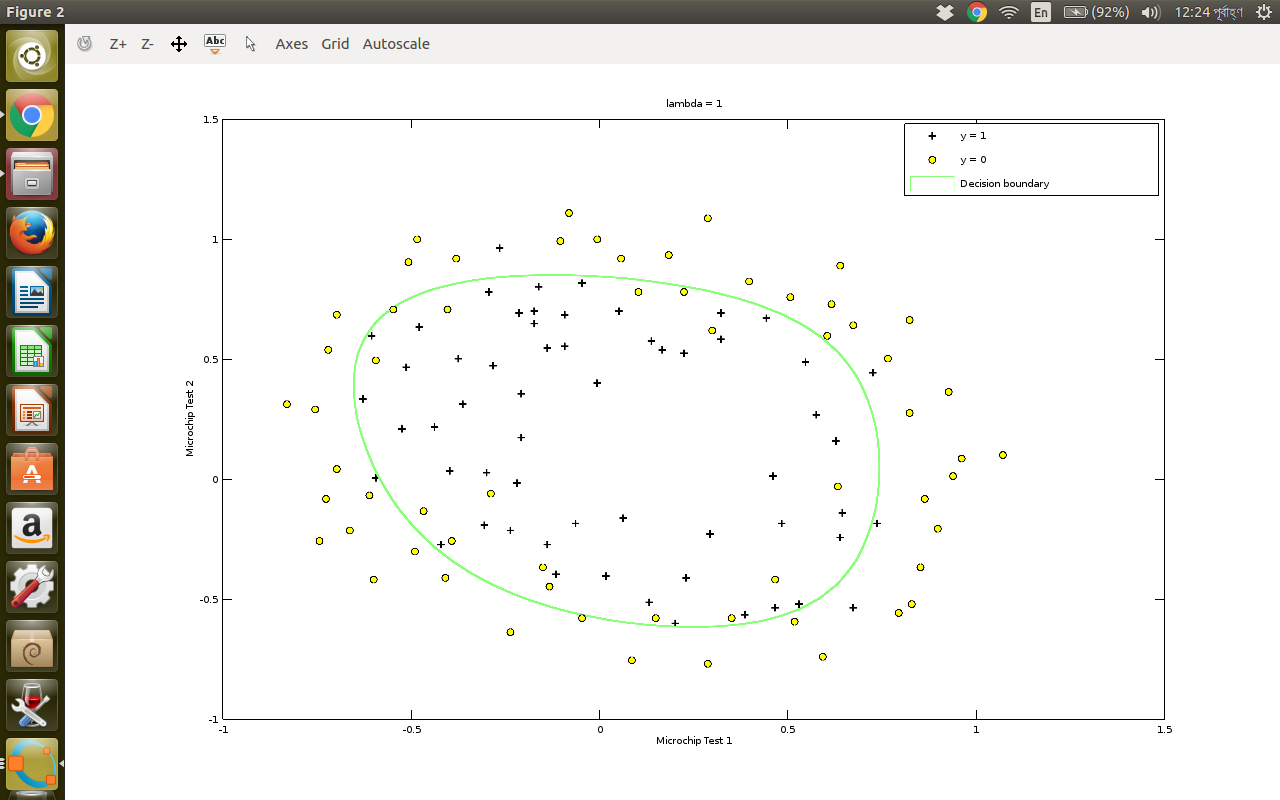 Figure 2
En
(92%)
12:24 পূর্বাহ্ণ
Z+ Z- Abc Axes Grid Autoscale
lambda = 1
1.5
1
0.5
0
-0.5
-1
Microchip Test 2
y = 1
y = 0
Decision boundary
-1 -0.5 0 0.5 1 1.5
Microchip Test 1